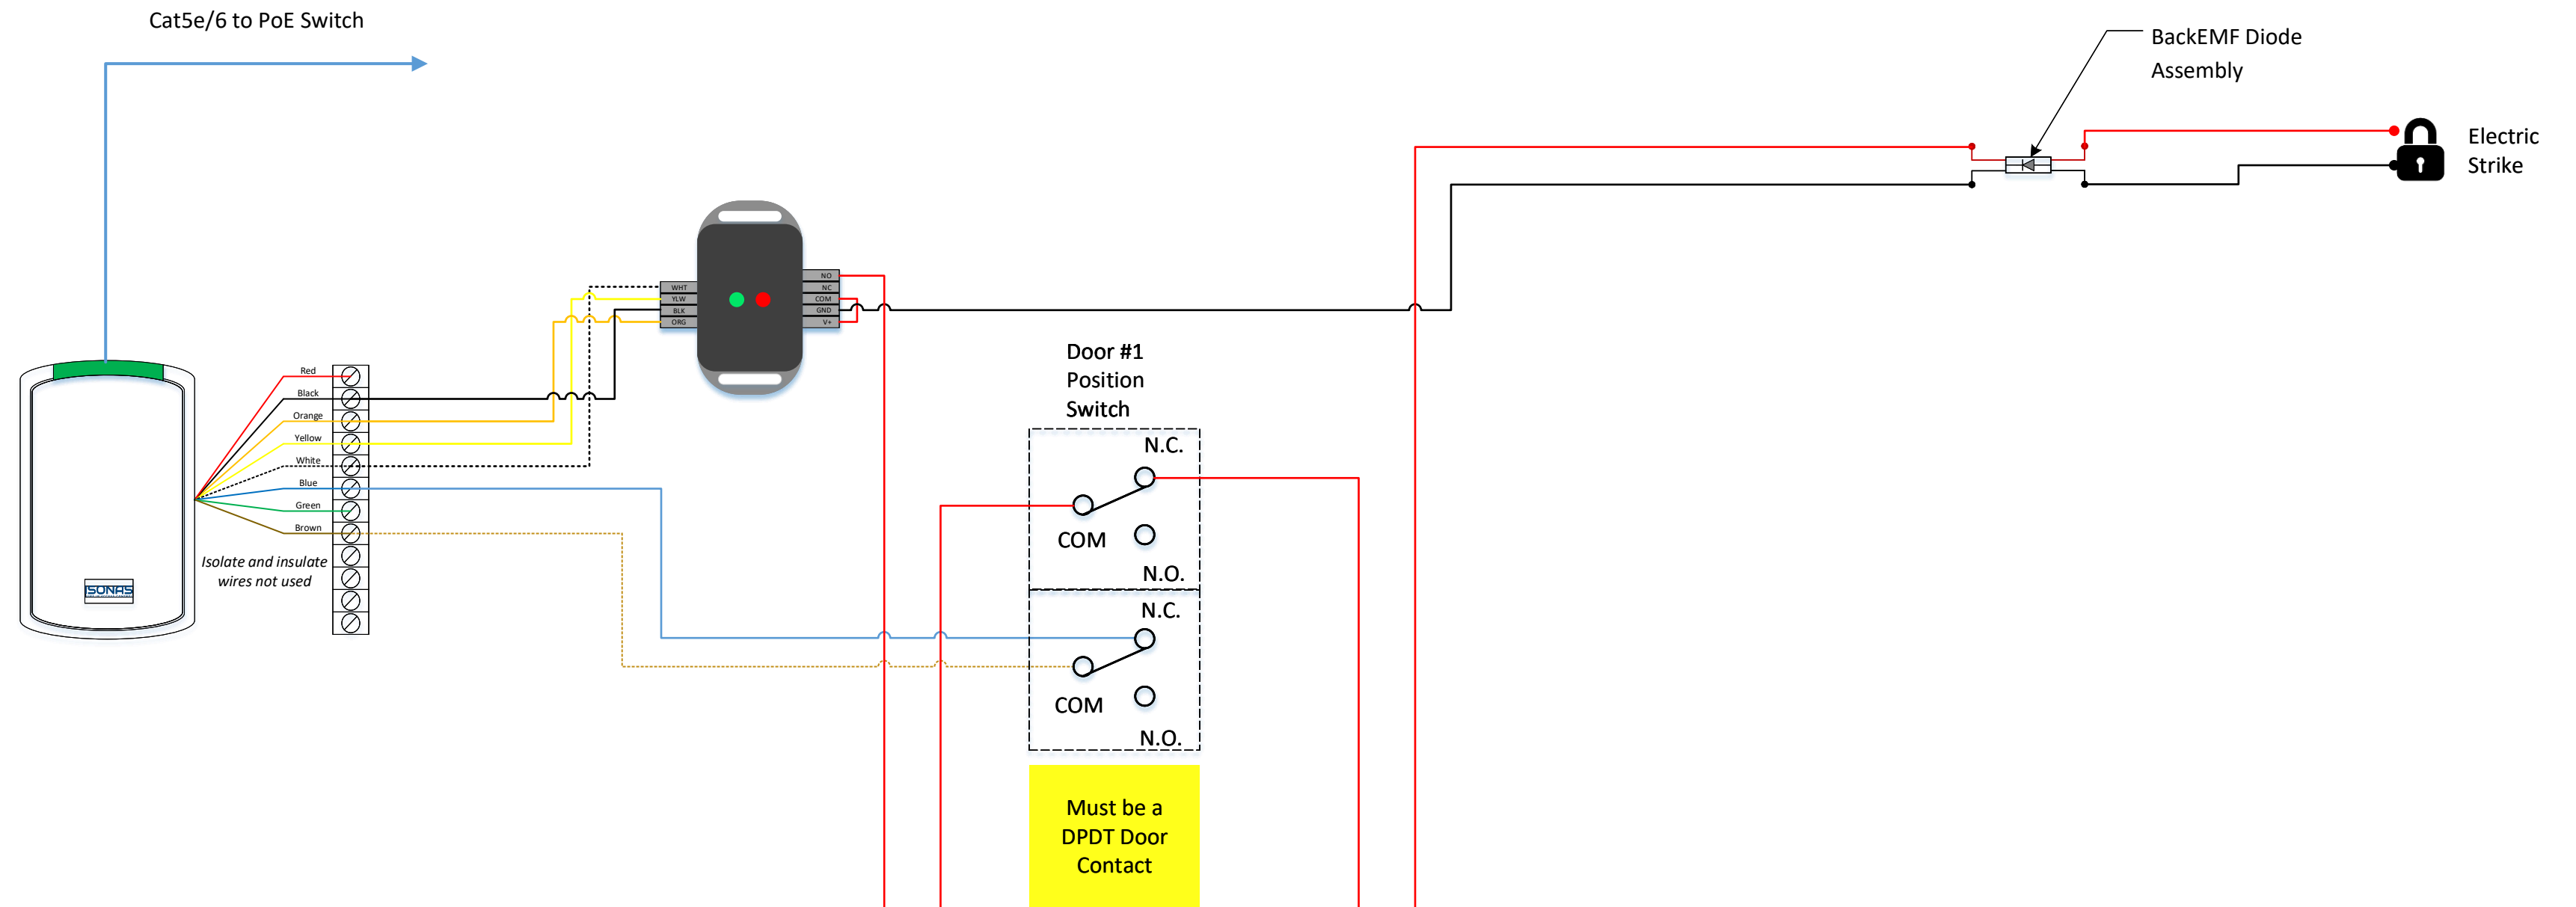 Cat5e/6 to PoE Switch
BackEMF Diode
Assembly
Electric
Strike
WHT
YLW
BLK
ORG
NO
NC
COM
GND
V+
Door #1
Position
Switch
Red
Black
Orange
Yellow
White
Blue
Green
Brown
Isolate and insulate
wires not used
ISONAS
N.C.
COM
N.O.
N.C.
COM
N.O.
Must be a
DPDT Door
Contact